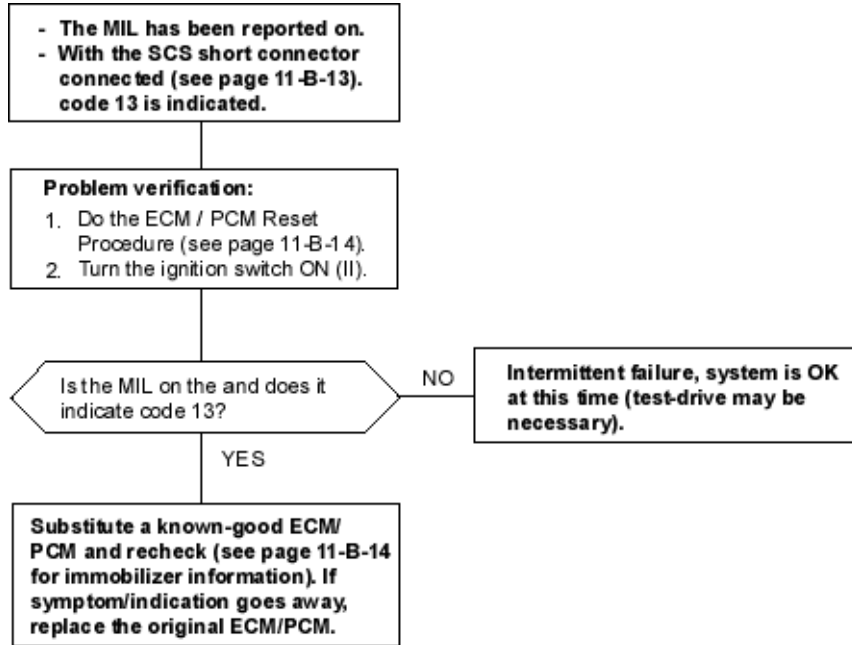 - The MIL has been reported on.
- With the SCS short connector
connected (see page 11-B-13).
code 13 is indicated.
Problem verification:
1. Do the ECM / PCM Reset
Procedure (see page 11-B-14).
2. Turn the ignition switch ON (II).
Is the MIL on the and does it
indicate code 13?
NO
Intermittent failure, system is OK
at this time (test-drive may be
necessary).
YES
Substitute a known-good ECM/
PCM and recheck (see page 11-B-14
for immobilizer information). If
symptom/indication goes away,
replace the original ECM/PCM.